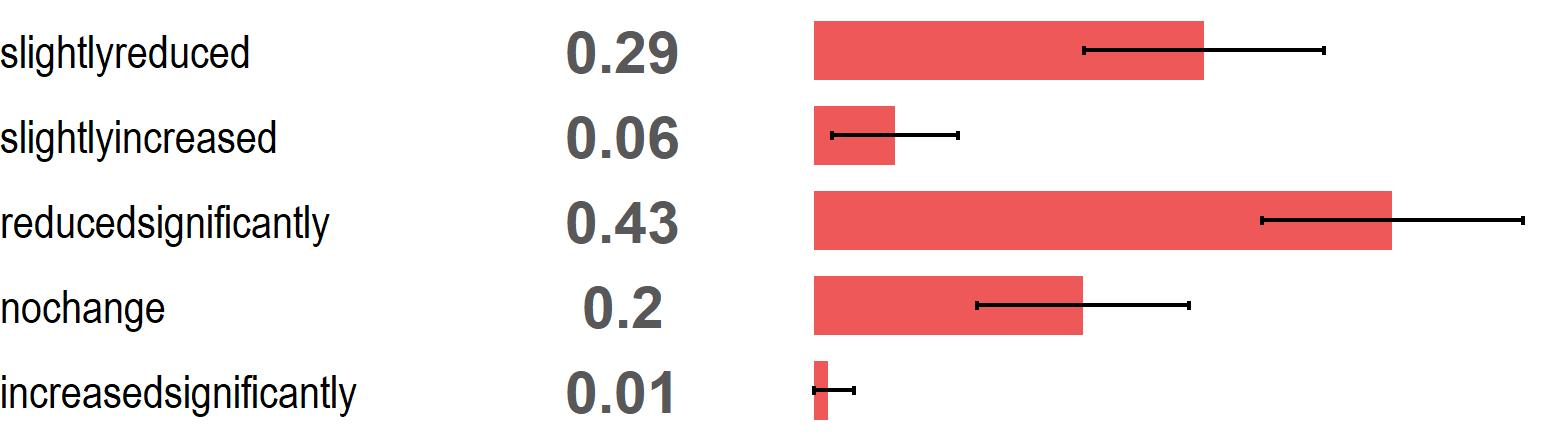 slightlyreduced 0.29
slightlyincreased 0.06
reducedsignificantly 0.43
nochange 0.2
increasedsignificantly 0.01